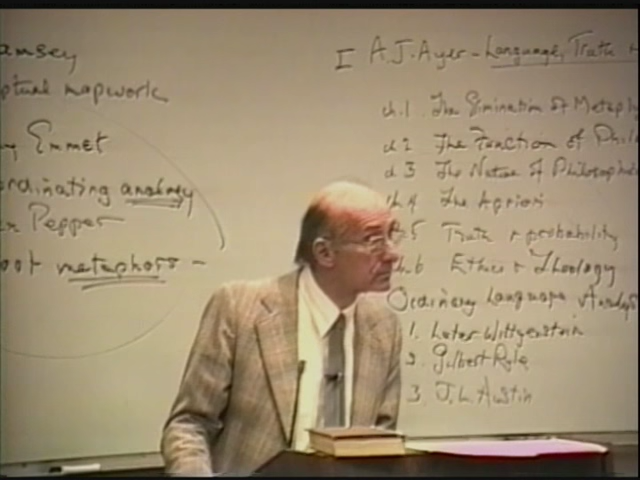 amsey
ptual mapwork
Emmet
ordinating analogy
Pepper
oot metaphors -
I A.J. Ayer - Language, Truth
ch.1 The Elimination of Metaph
ch 2 The Function of Phil
ch 3 The Nature of Philosophic
ch.4 The Apriori
ch.5 Truth + probability
ch.6 Ethics + Theology
Ordinary Language Analys
1. Later Wittgenstein
2. Gilbert Ryle
3. J.L. Austin